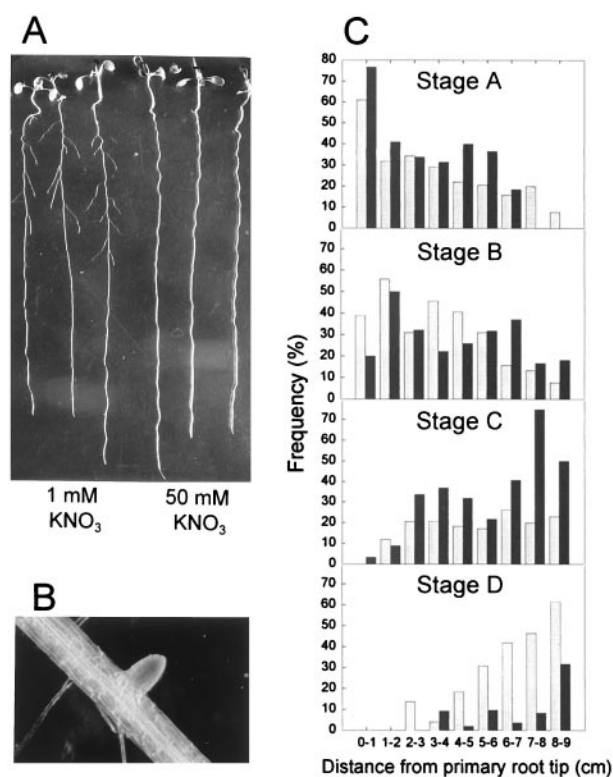 A
1 mM
KNO₃
50 mM
KNO₃
B
C
Frequency (%)
80
70
60
50
40
30
20
10
0
Stage A
70
60
50
40
30
20
10
0
Stage B
70
60
50
40
30
20
10
0
Stage C
70
60
50
40
30
20
10
0
Stage D
0-1 1-2 2-3 3-4 4-5 5-6 6-7 7-8 8-9
Distance from primary root tip (cm)